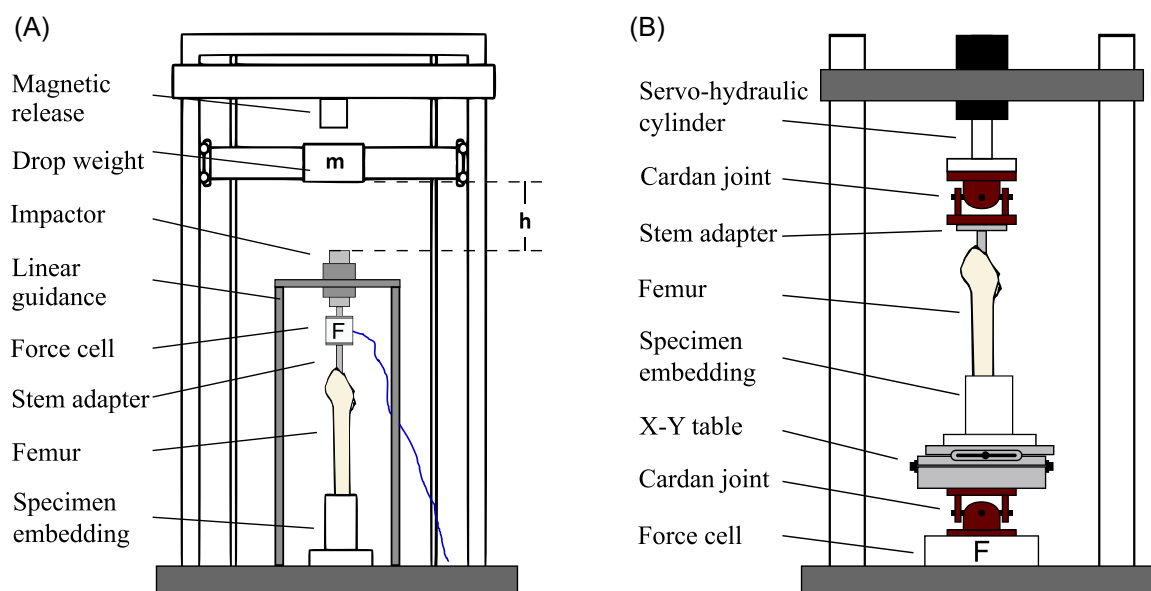 (A)
Magnetic
release
Drop weight
m
Impactor
h
Linear
guidance
Force cell
F
Stem adapter
Femur
Specimen
embedding
(B)
Servo-hydraulic
cylinder
Cardan joint
Stem adapter
Femur
Specimen
embedding
X-Y table
Cardan joint
Force cell
F